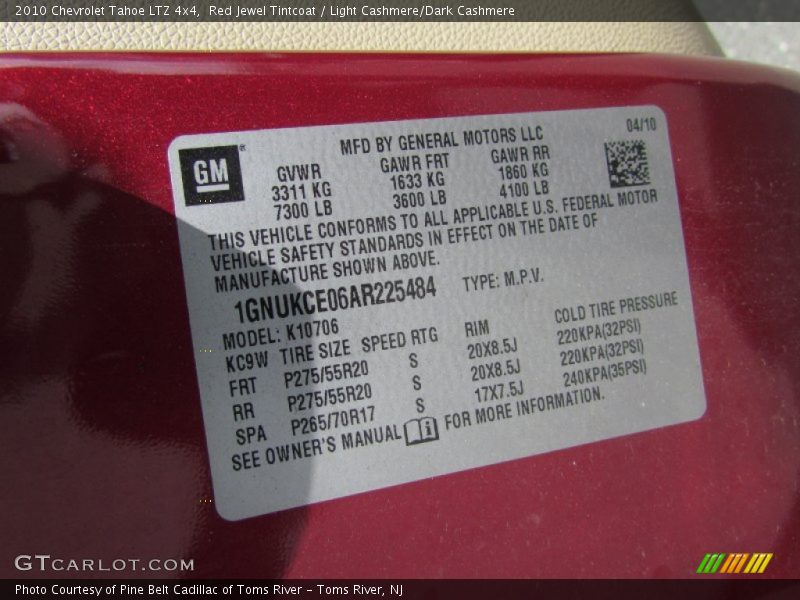 2010 Chevrolet Tahoe LTZ 4x4, Red Jewel Tintcoat / Light Cashmere/Dark Cashmere
GM®
MFD BY GENERAL MOTORS LLC
04/10
GVWR GAWR FRT GAWR RR
3311 KG 1633 KG 1860 KG
7300 LB 3600 LB 4100 LB
THIS VEHICLE CONFORMS TO ALL APPLICABLE U.S. FEDERAL MOTOR
VEHICLE SAFETY STANDARDS IN EFFECT ON THE DATE OF
MANUFACTURE SHOWN ABOVE.
1GNUKCE06AR225484 TYPE: M.P.V.
MODEL: K10706
KC9W TIRE SIZE SPEED RTG RIM COLD TIRE PRESSURE
FRT P275/55R20 S 20X8.5J 220KPA(32PSI)
RR P275/55R20 S 20X8.5J 220KPA(32PSI)
SPA P265/70R17 S 17X7.5J 240KPA(35PSI)
SEE OWNER'S MANUAL i FOR MORE INFORMATION.
GTCARLOT.COM
Photo Courtesy of Pine Belt Cadillac of Toms River – Toms River, NJ